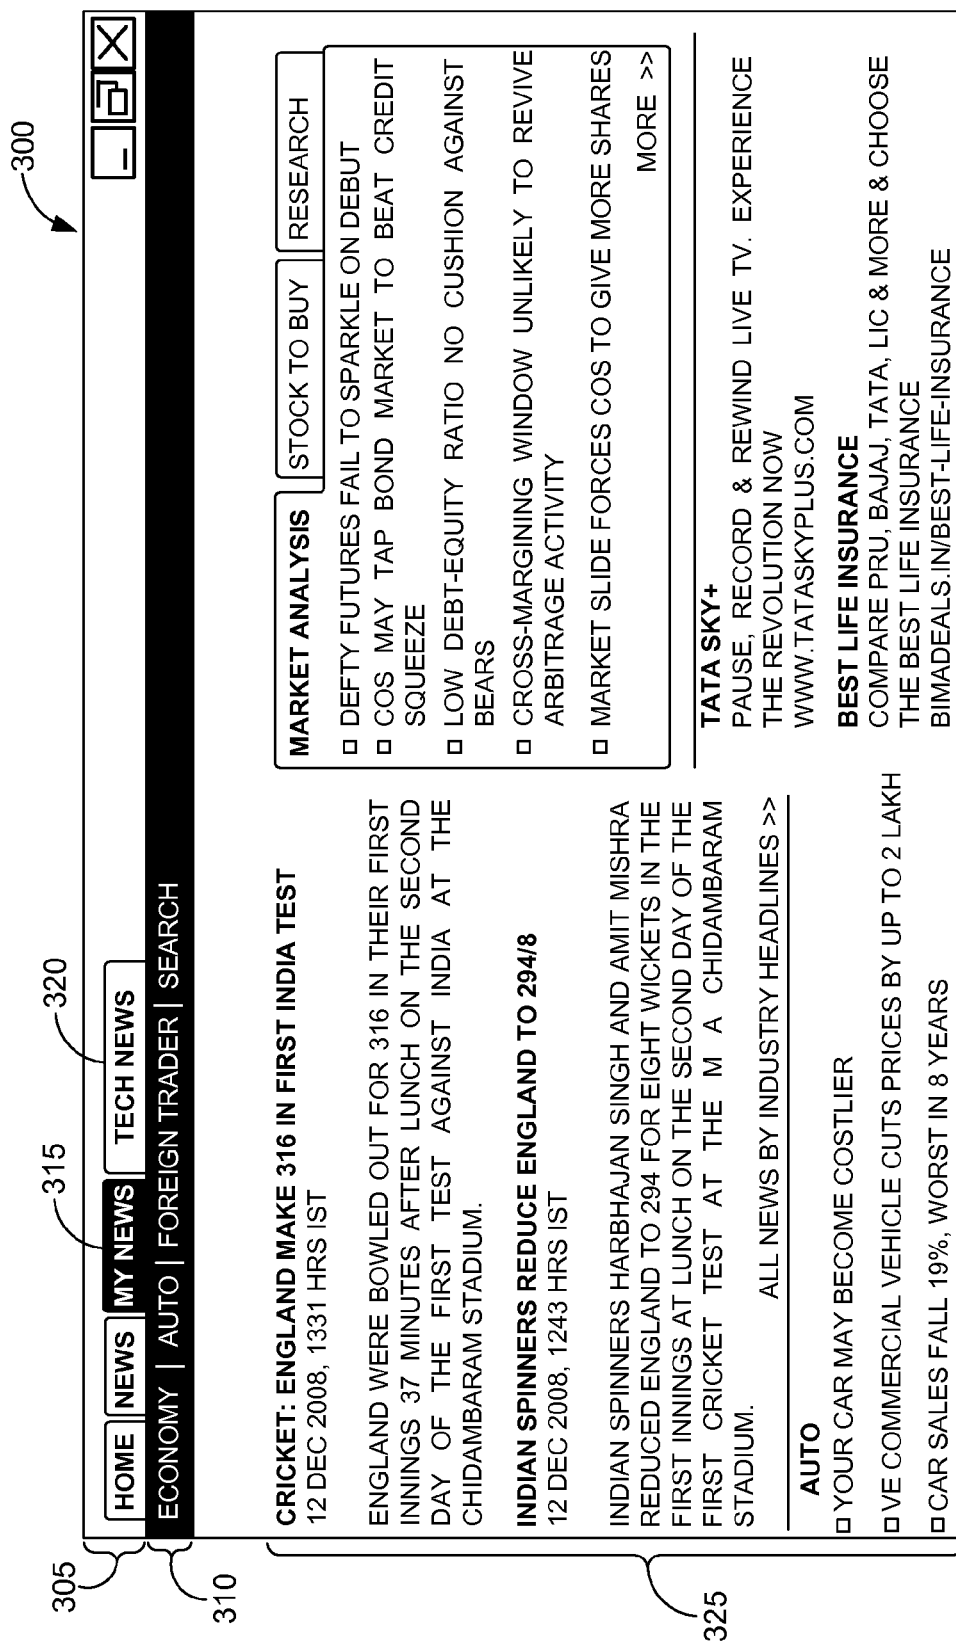 300
305
HOME
NEWS
MY NEWS
TECH NEWS
315
320
310
ECONOMY | AUTO | FOREIGN TRADER | SEARCH
325
CRICKET: ENGLAND MAKE 316 IN FIRST INDIA TEST
12 DEC 2008, 1331 HRS IST
ENGLAND WERE BOWLED OUT FOR 316 IN THEIR FIRST
INNINGS 37 MINUTES AFTER LUNCH ON THE SECOND
DAY OF THE FIRST TEST AGAINST INDIA AT THE
CHIDAMBARAM STADIUM.
INDIAN SPINNERS REDUCE ENGLAND TO 294/8
12 DEC 2008, 1243 HRS IST
INDIAN SPINNERS HARBHAJAN SINGH AND AMIT MISHRA
REDUCED ENGLAND TO 294 FOR EIGHT WICKETS IN THE
FIRST INNINGS AT LUNCH ON THE SECOND DAY OF THE
FIRST CRICKET TEST AT THE M A CHIDAMBARAM
STADIUM.
ALL NEWS BY INDUSTRY HEADLINES >>
AUTO
YOUR CAR MAY BECOME COSTLIER
VE COMMERCIAL VEHICLE CUTS PRICES BY UP TO 2 LAKH
CAR SALES FALL 19%, WORST IN 8 YEARS
MARKET ANALYSIS
STOCK TO BUY
RESEARCH
DEFTY FUTURES FAIL TO SPARKLE ON DEBUT
COS MAY TAP BOND MARKET TO BEAT CREDIT
SQUEEZE
LOW DEBT-EQUITY RATIO NO CUSHION AGAINST
BEARS
CROSS-MARGINING WINDOW UNLIKELY TO REVIVE
ARBITRAGE ACTIVITY
MARKET SLIDE FORCES COS TO GIVE MORE SHARES
MORE >>
TATA SKY+
PAUSE, RECORD & REWIND LIVE TV. EXPERIENCE
THE REVOLUTION NOW
WWW.TATASKYPLUS.COM
BEST LIFE INSURANCE
COMPARE PRU, BAJAJ, TATA, LIC & MORE & CHOOSE
THE BEST LIFE INSURANCE
BIMADEALS.IN/BEST-LIFE-INSURANCE